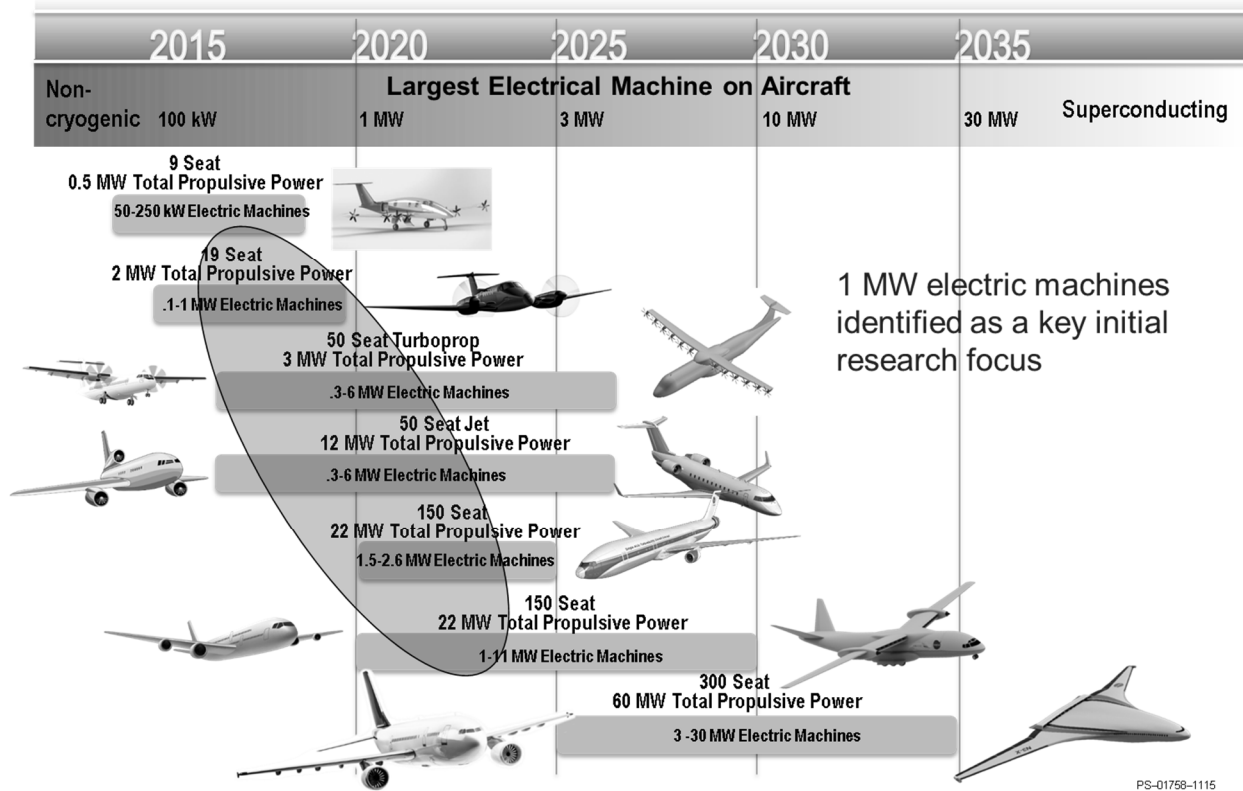 2015 2020 2025 2030 2035
Largest Electrical Machine on Aircraft
Non-
cryogenic 100 kW 1 MW 3 MW 10 MW 30 MW Superconducting
9 Seat
0.5 MW Total Propulsive Power
50-250 kW Electric Machines
19 Seat
2 MW Total Propulsive Power
.1-1 MW Electric Machines
1 MW electric machines
identified as a key initial
research focus
50 Seat Turboprop
3 MW Total Propulsive Power
.3-6 MW Electric Machines
50 Seat Jet
12 MW Total Propulsive Power
.3-6 MW Electric Machines
150 Seat
22 MW Total Propulsive Power
1.5-2.6 MW Electric Machines
150 Seat
22 MW Total Propulsive Power
1-11 MW Electric Machines
300 Seat
60 MW Total Propulsive Power
3 -30 MW Electric Machines
PS–01758–1115